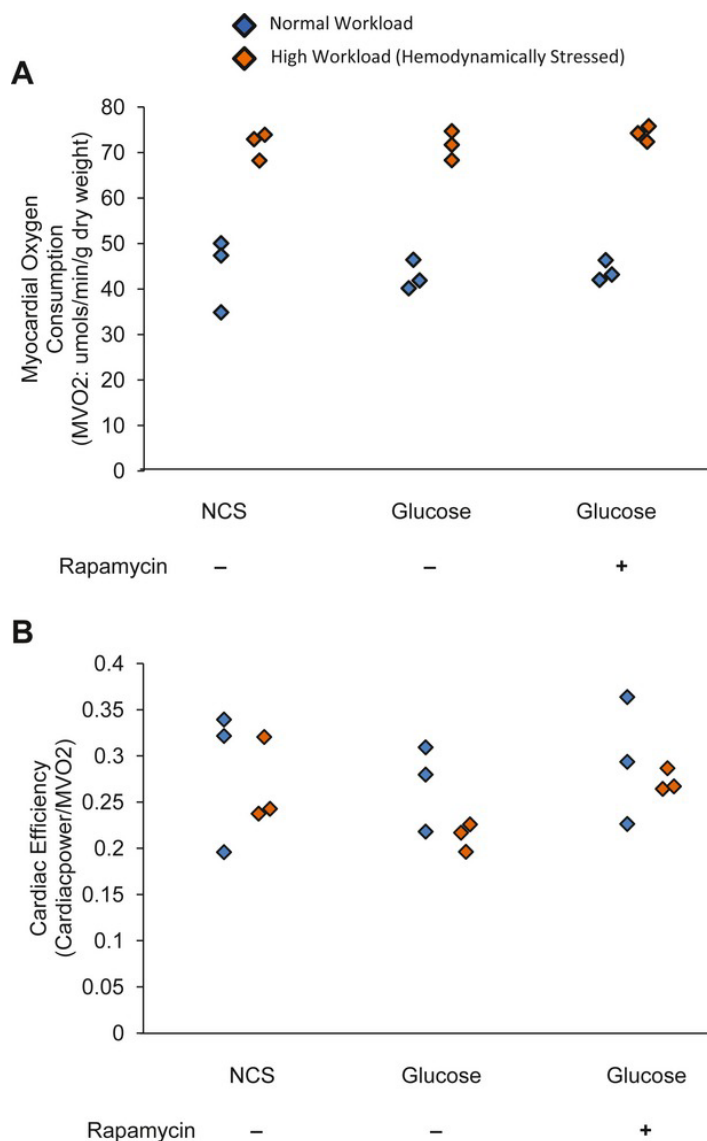 Normal Workload
High Workload (Hemodynamically Stressed)
A
Myocardial Oxygen
Consumption
(MVO2: umols/min/g dry weight)
80
70
60
50
40
30
20
10
0
NCS Glucose Glucose
Rapamycin – – +
B
Cardiac Efficiency
(Cardiacpower/MVO2)
0.4
0.35
0.3
0.25
0.2
0.15
0.1
0.05
0
NCS Glucose Glucose
Rapamycin – – +